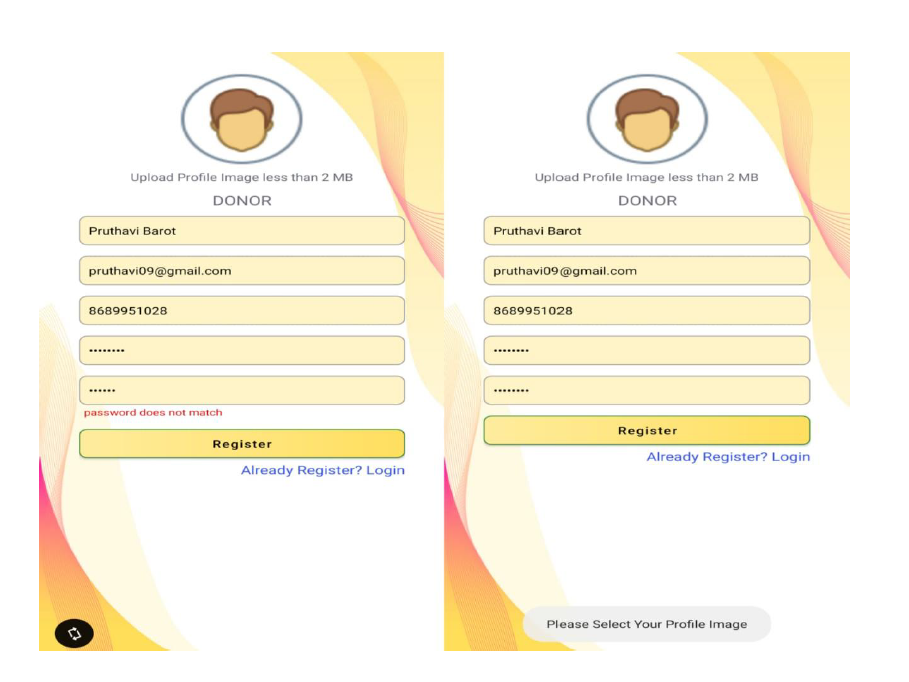 Upload Profile Image less than 2 MB
DONOR
Pruthavi Barot
pruthavi09@gmail.com
8689951028
••••••••
••••••
password does not match
Register
Already Register? Login
Upload Profile Image less than 2 MB
DONOR
Pruthavi Barot
pruthavi09@gmail.com
8689951028
••••••••
••••••••
Register
Already Register? Login
Please Select Your Profile Image